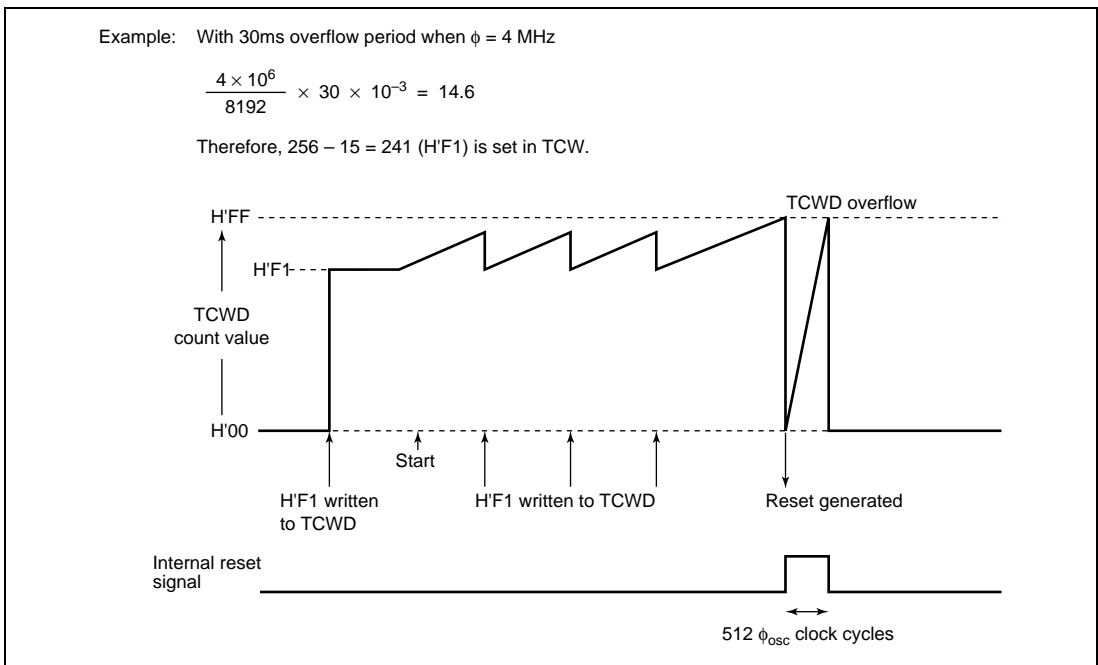 Example: With 30ms overflow period when ϕ = 4 MHz
4 × 10⁶
8192
× 30 × 10⁻³ = 14.6
Therefore, 256 – 15 = 241 (H'F1) is set in TCW.
TCWD overflow
H'FF
H'F1
TCWD
count value
H'00
Start
H'F1 written
to TCWD
H'F1 written to TCWD
Reset generated
Internal reset
signal
512 ϕosc clock cycles